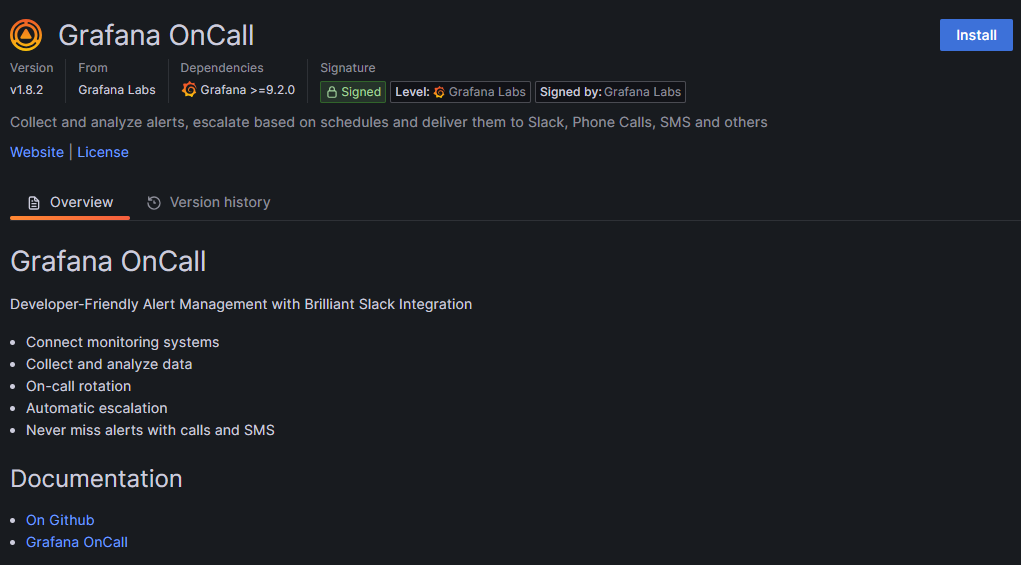 Grafana OnCall
Install
Version From Dependencies Signature
v1.8.2 Grafana Labs Grafana >=9.2.0 Signed Level: Grafana Labs Signed by: Grafana Labs
Collect and analyze alerts, escalate based on schedules and deliver them to Slack, Phone Calls, SMS and others
Website | License
Overview Version history
Grafana OnCall
Developer-Friendly Alert Management with Brilliant Slack Integration
• Connect monitoring systems
• Collect and analyze data
• On-call rotation
• Automatic escalation
• Never miss alerts with calls and SMS
Documentation
• On Github
• Grafana OnCall